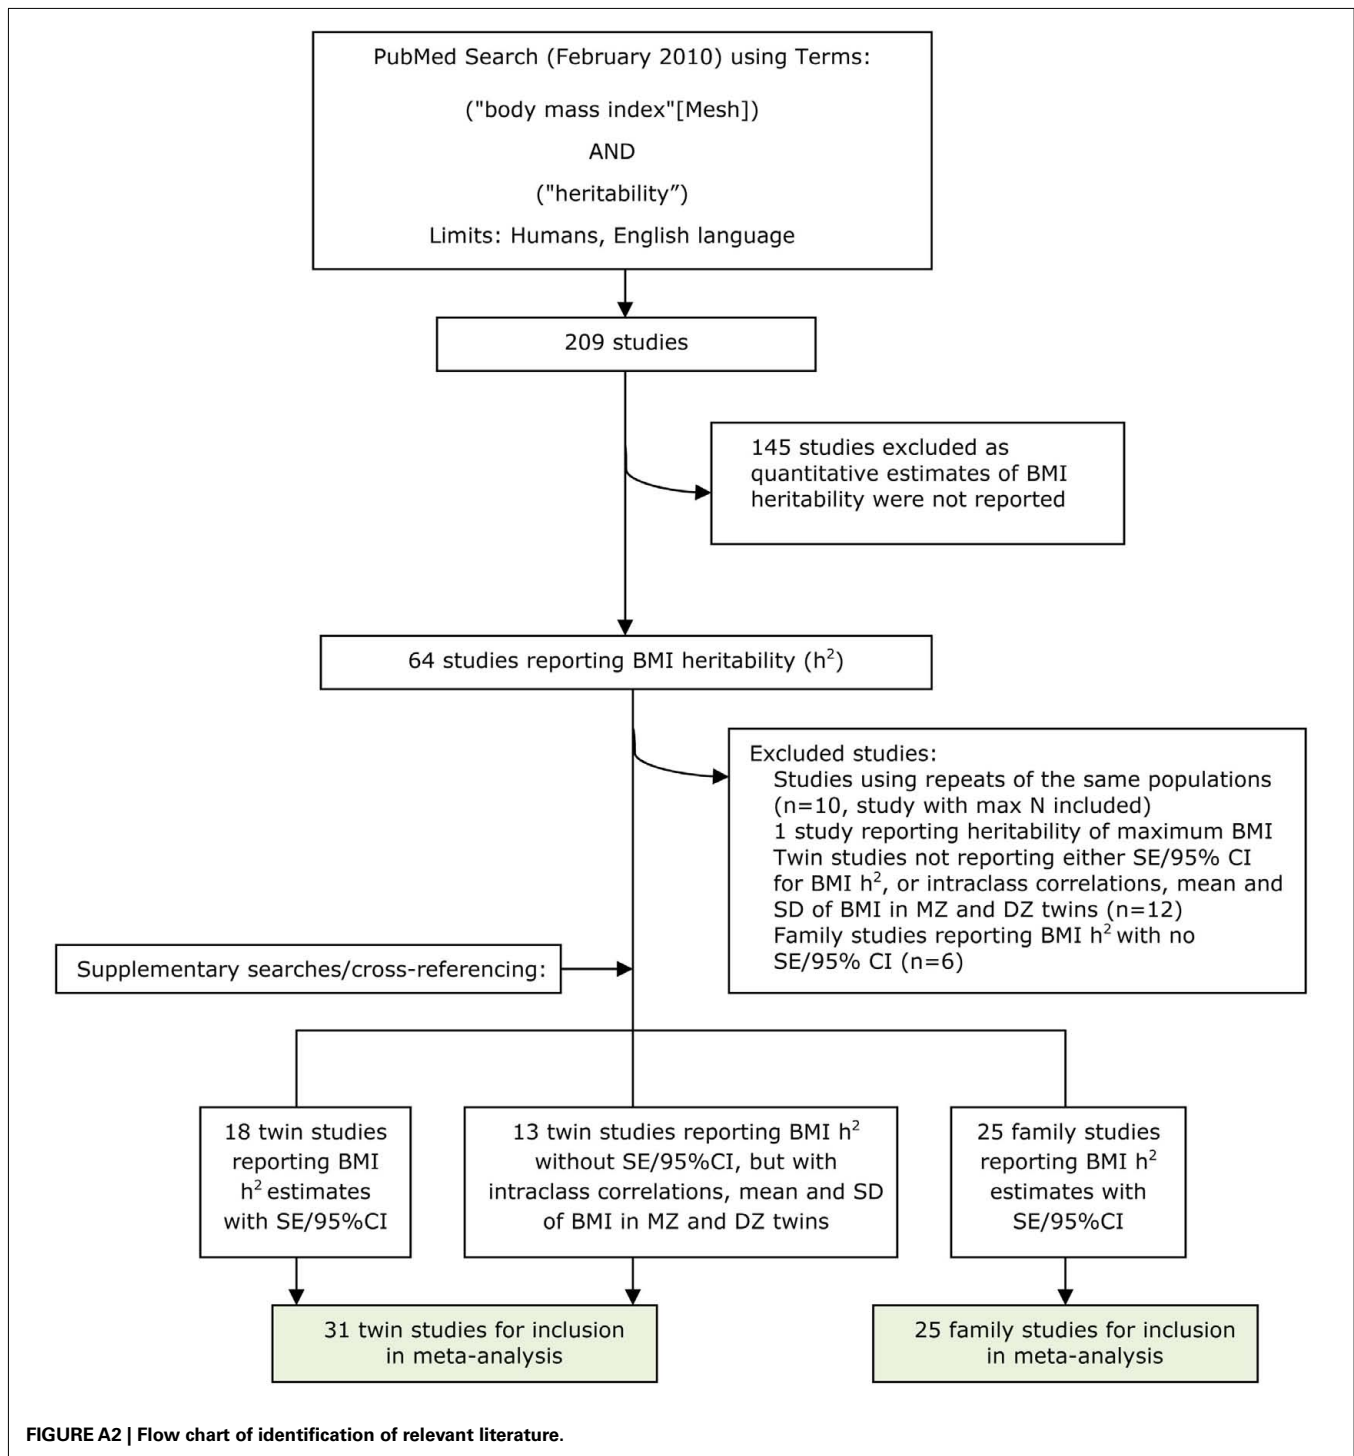 PubMed Search (February 2010) using Terms:
("body mass index"[Mesh])
AND
("heritability”)
Limits: Humans, English language
209 studies
145 studies excluded as
quantitative estimates of BMI
heritability were not reported
64 studies reporting BMI heritability (h²)
Excluded studies:
Studies using repeats of the same populations
(n=10, study with max N included)
1 study reporting heritability of maximum BMI
Twin studies not reporting either SE/95% CI
for BMI h², or intraclass correlations, mean and
SD of BMI in MZ and DZ twins (n=12)
Family studies reporting BMI h² with no
SE/95% CI (n=6)
Supplementary searches/cross-referencing:
18 twin studies
reporting BMI
h² estimates
with SE/95%CI
13 twin studies reporting BMI h²
without SE/95%CI, but with
intraclass correlations, mean and SD
of BMI in MZ and DZ twins
25 family studies
reporting BMI h²
estimates with
SE/95%CI
31 twin studies for inclusion
in meta-analysis
25 family studies for inclusion
in meta-analysis
FIGURE A2 | Flow chart of identification of relevant literature.